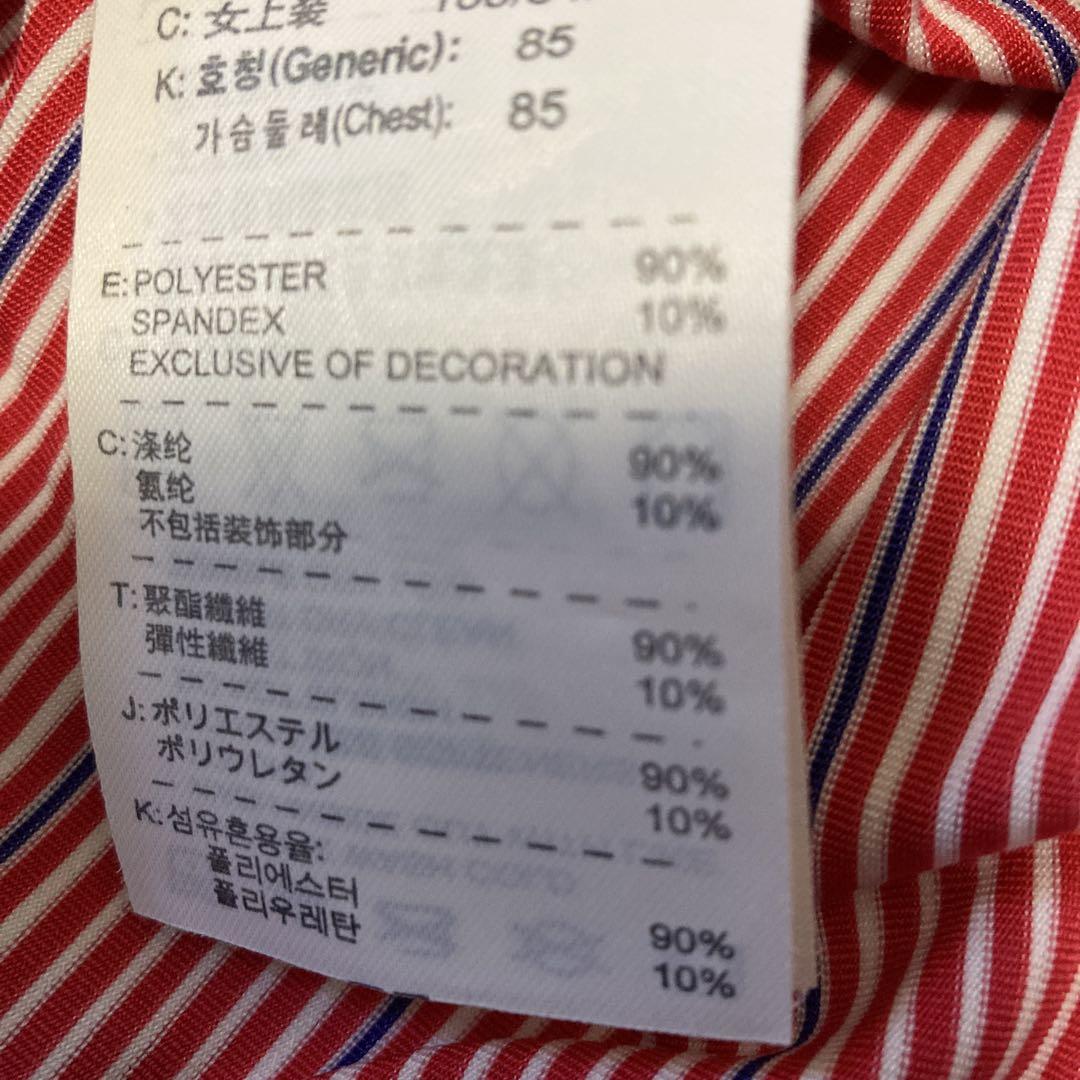 C: 女上装
K: 호칭(Generic): 85
가슴둘레(Chest): 85
E: POLYESTER 90%
SPANDEX 10%
EXCLUSIVE OF DECORATION
C: 涤纶 90%
氨纶 10%
不包括装饰部分
T: 聚酯纖維 90%
彈性纖維 10%
J: ポリエステル 90%
ポリウレタン 10%
K: 섬유혼용율:
폴리에스터 90%
폴리우레탄 10%